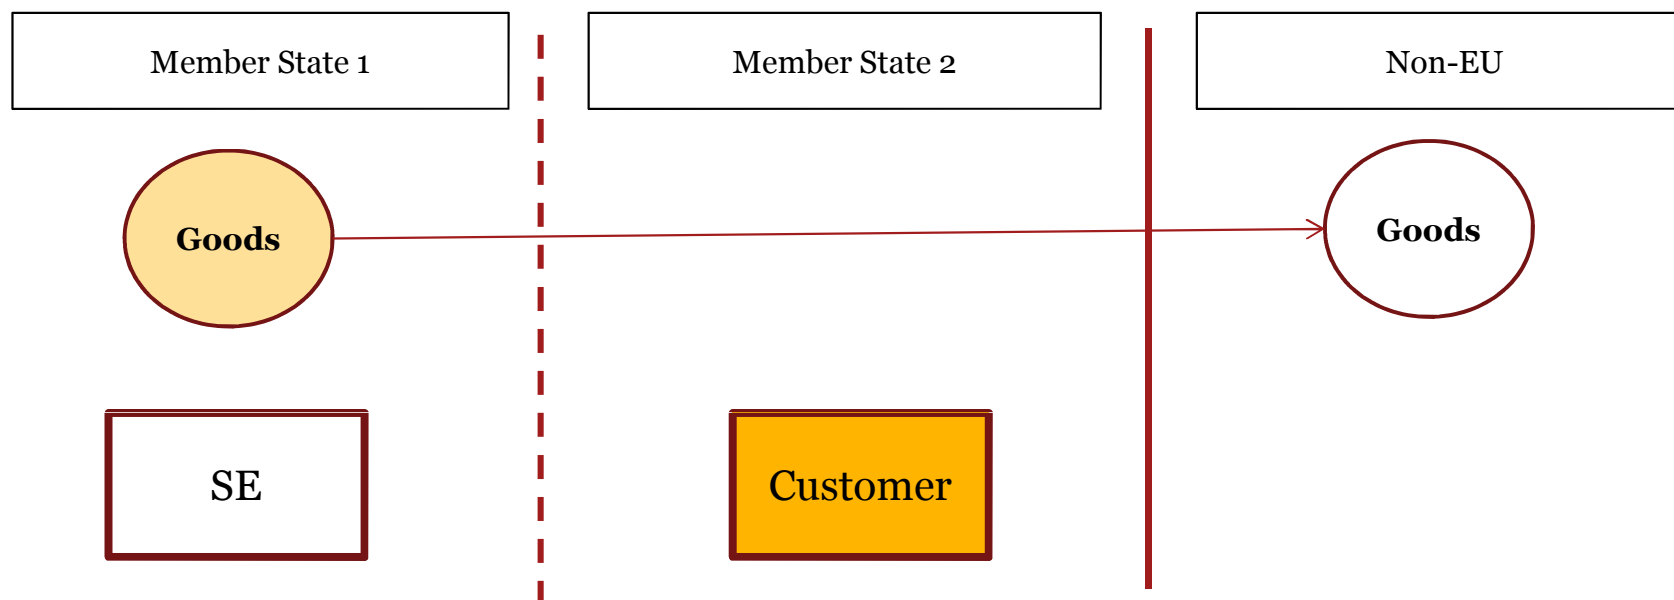 Member State 1
Member State 2
Non-EU
Goods
Goods
SE
Customer